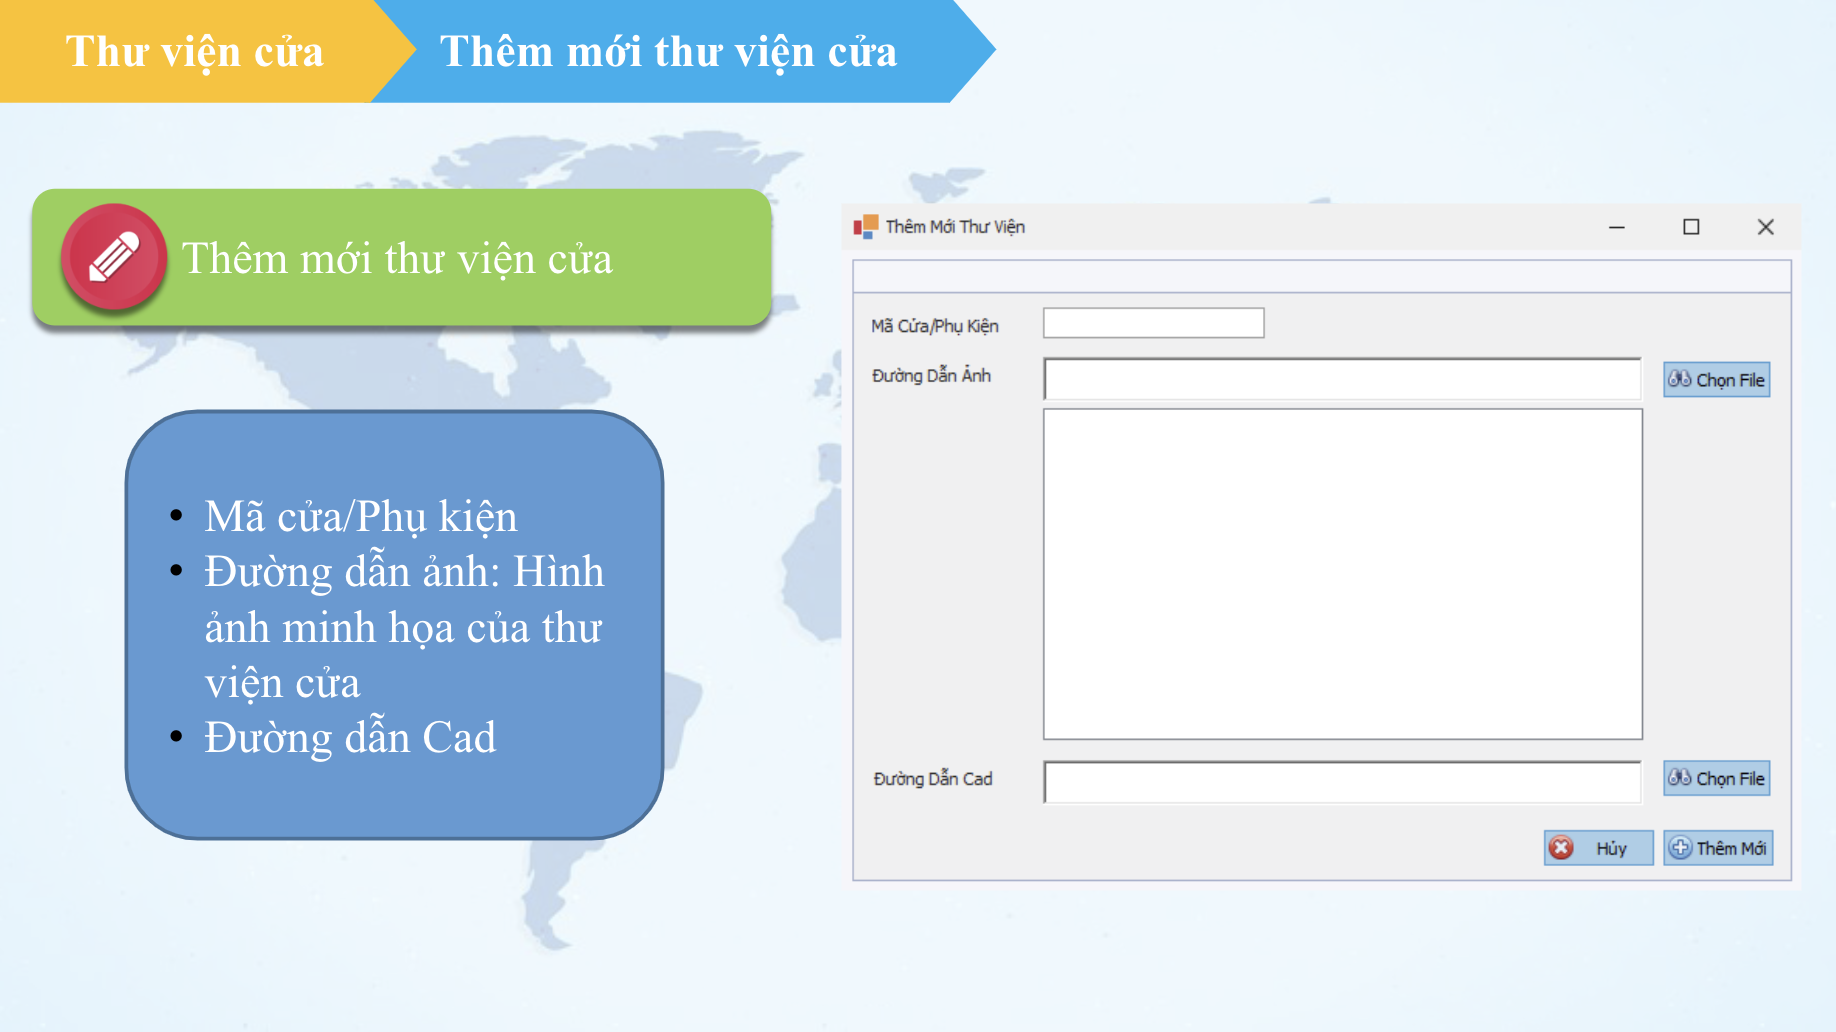 Thư viện cửa
Thêm mới thư viện cửa
Thêm mới thư viện cửa
• Mã cửa/Phụ kiện
• Đường dẫn ảnh: Hình
ảnh minh họa của thư
viện cửa
• Đường dẫn Cad
Thêm Mới Thư Viện
Mã Cửa/Phụ Kiện
Đường Dẫn Ảnh
Chọn File
Đường Dẫn Cad
Chọn File
Hủy
Thêm Mới